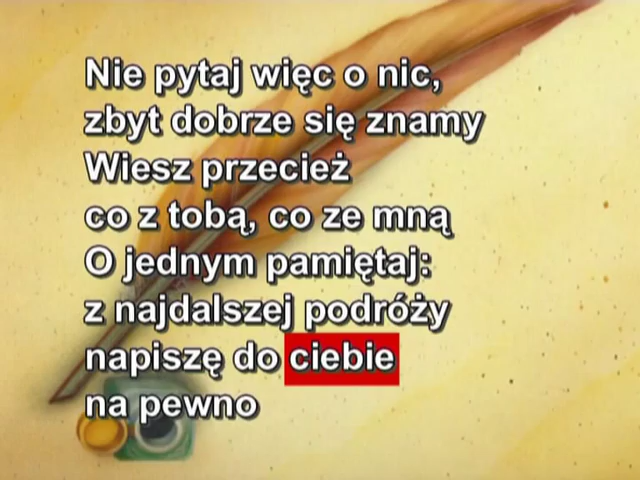 Nie pytaj więc o nic,
zbyt dobrze się znamy
Wiesz przecież
co z tobą, co ze mną
O jednym pamiętaj:
z najdalszej podróży
napiszę do ciebie
na pewno